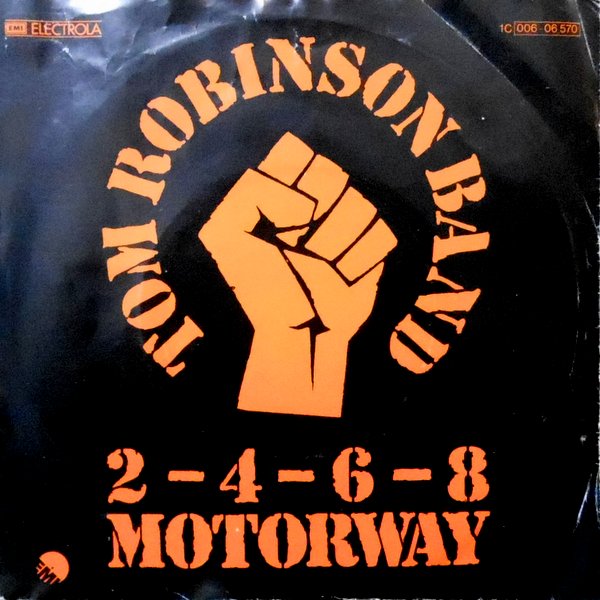 EMI ELECTROLA
1C 006-06 570
TOM ROBINSON BAND
2-4-6-8
MOTORWAY
EMI